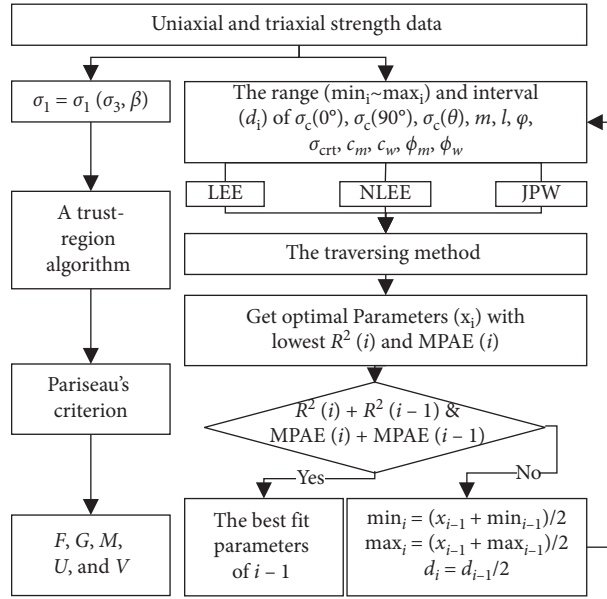 Uniaxial and triaxial strength data
σ₁ = σ₁ (σ₃, β)
A trust-
region
algorithm
Pariseau's
criterion
F, G, M,
U, and V
The range (minᵢ~maxᵢ) and interval
(dᵢ) of σc(0°), σc(90°), σc(θ), m, l, φ,
σcrt, cm, cw, ϕm, ϕw
LEE
NLEE
JPW
The traversing method
Get optimal Parameters (xᵢ) with
lowest R² (i) and MPAE (i)
R² (i) + R² (i – 1) &
MPAE (i) + MPAE (i – 1)
Yes
No
The best fit
parameters
of i – 1
minᵢ = (xᵢ₋₁ + minᵢ₋₁)/2
maxᵢ = (xᵢ₋₁ + maxᵢ₋₁)/2
dᵢ = dᵢ₋₁/2